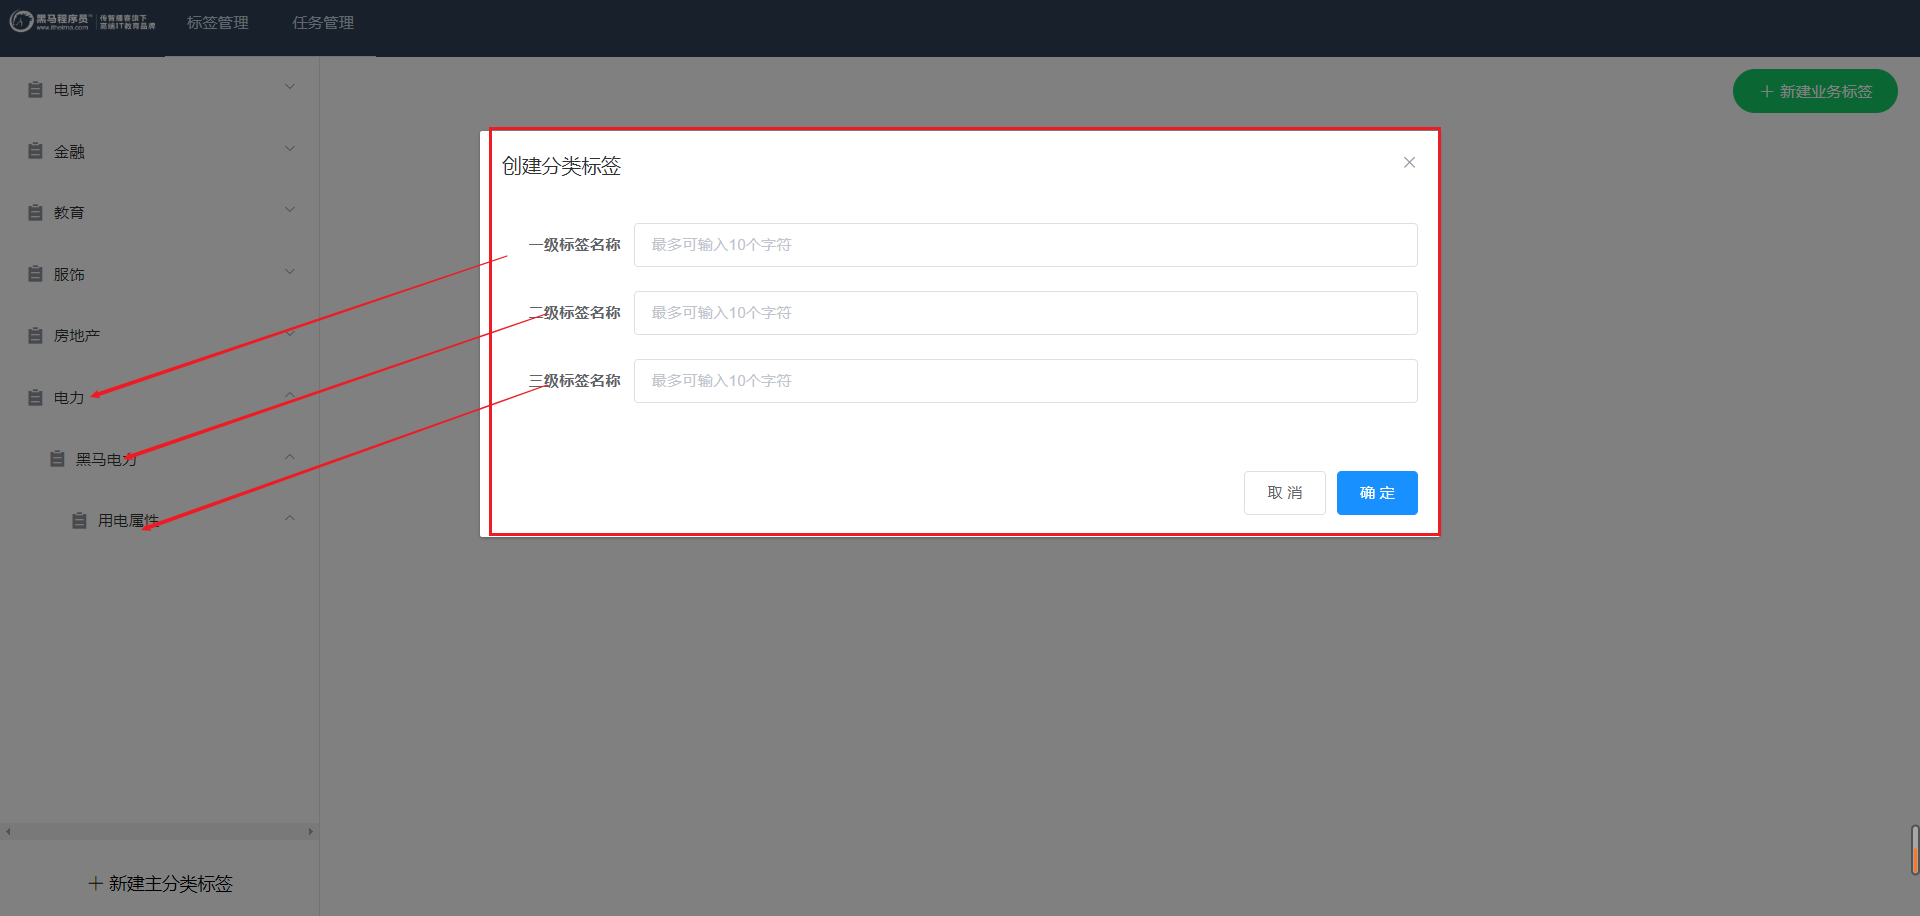 黑马程序员 www.itheima.com 传智播客旗下 高端IT教育品牌
标签管理 任务管理
电商
金融
教育
服饰
房地产
电力
黑马电力
用电属性
+ 新建主分类标签
+ 新建业务标签
创建分类标签
一级标签名称 最多可输入10个字符
二级标签名称 最多可输入10个字符
三级标签名称 最多可输入10个字符
取消 确定